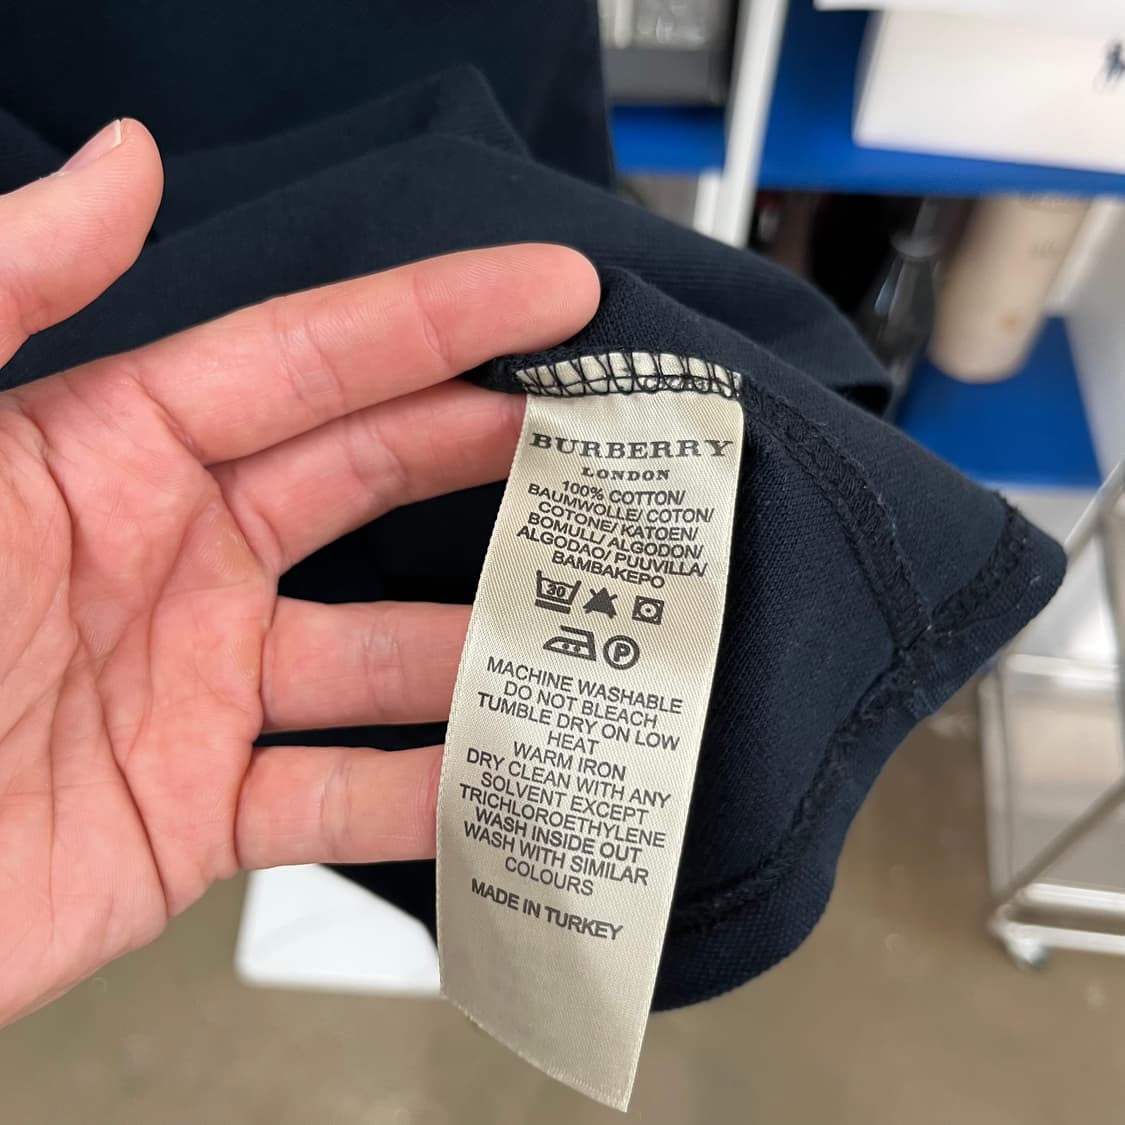 BURBERRY
LONDON
100% COTTON/
BAUMWOLLE/ COTON/
COTONE/ KATOEN/
BOMULL/ ALGODON/
ALGODAO/ PUUVILLA/
BAMBAKEPO
30
P
MACHINE WASHABLE
DO NOT BLEACH
TUMBLE DRY ON LOW
HEAT
WARM IRON
DRY CLEAN WITH ANY
SOLVENT EXCEPT
TRICHLOROETHYLENE
WASH INSIDE OUT
WASH WITH SIMILAR
COLOURS
MADE IN TURKEY